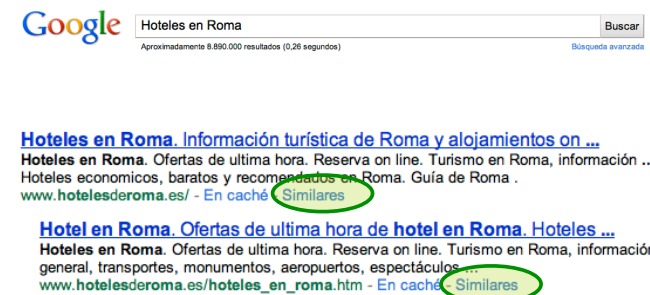 Google Hoteles en Roma Buscar
Aproximadamente 8.890.000 resultados (0,26 segundos) Búsqueda avanzada
Hoteles en Roma. Información turística de Roma y alojamientos on ...
Hoteles en Roma. Ofertas de ultima hora. Reserva on line. Turismo en Roma, información ..
Hoteles economicos, baratos y recomendados en Roma. Guía de Roma .
www.hotelesderoma.es/ - En caché - Similares
Hotel en Roma. Ofertas de ultima hora de hotel en Roma. Hoteles ...
Hoteles en Roma. Ofertas de ultima hora. Reserva on line. Turismo en Roma, información
general, transportes, monumentos, aeropuertos, espectáculos ...
www.hotelesderoma.es/hoteles_en_roma.htm - En caché - Similares